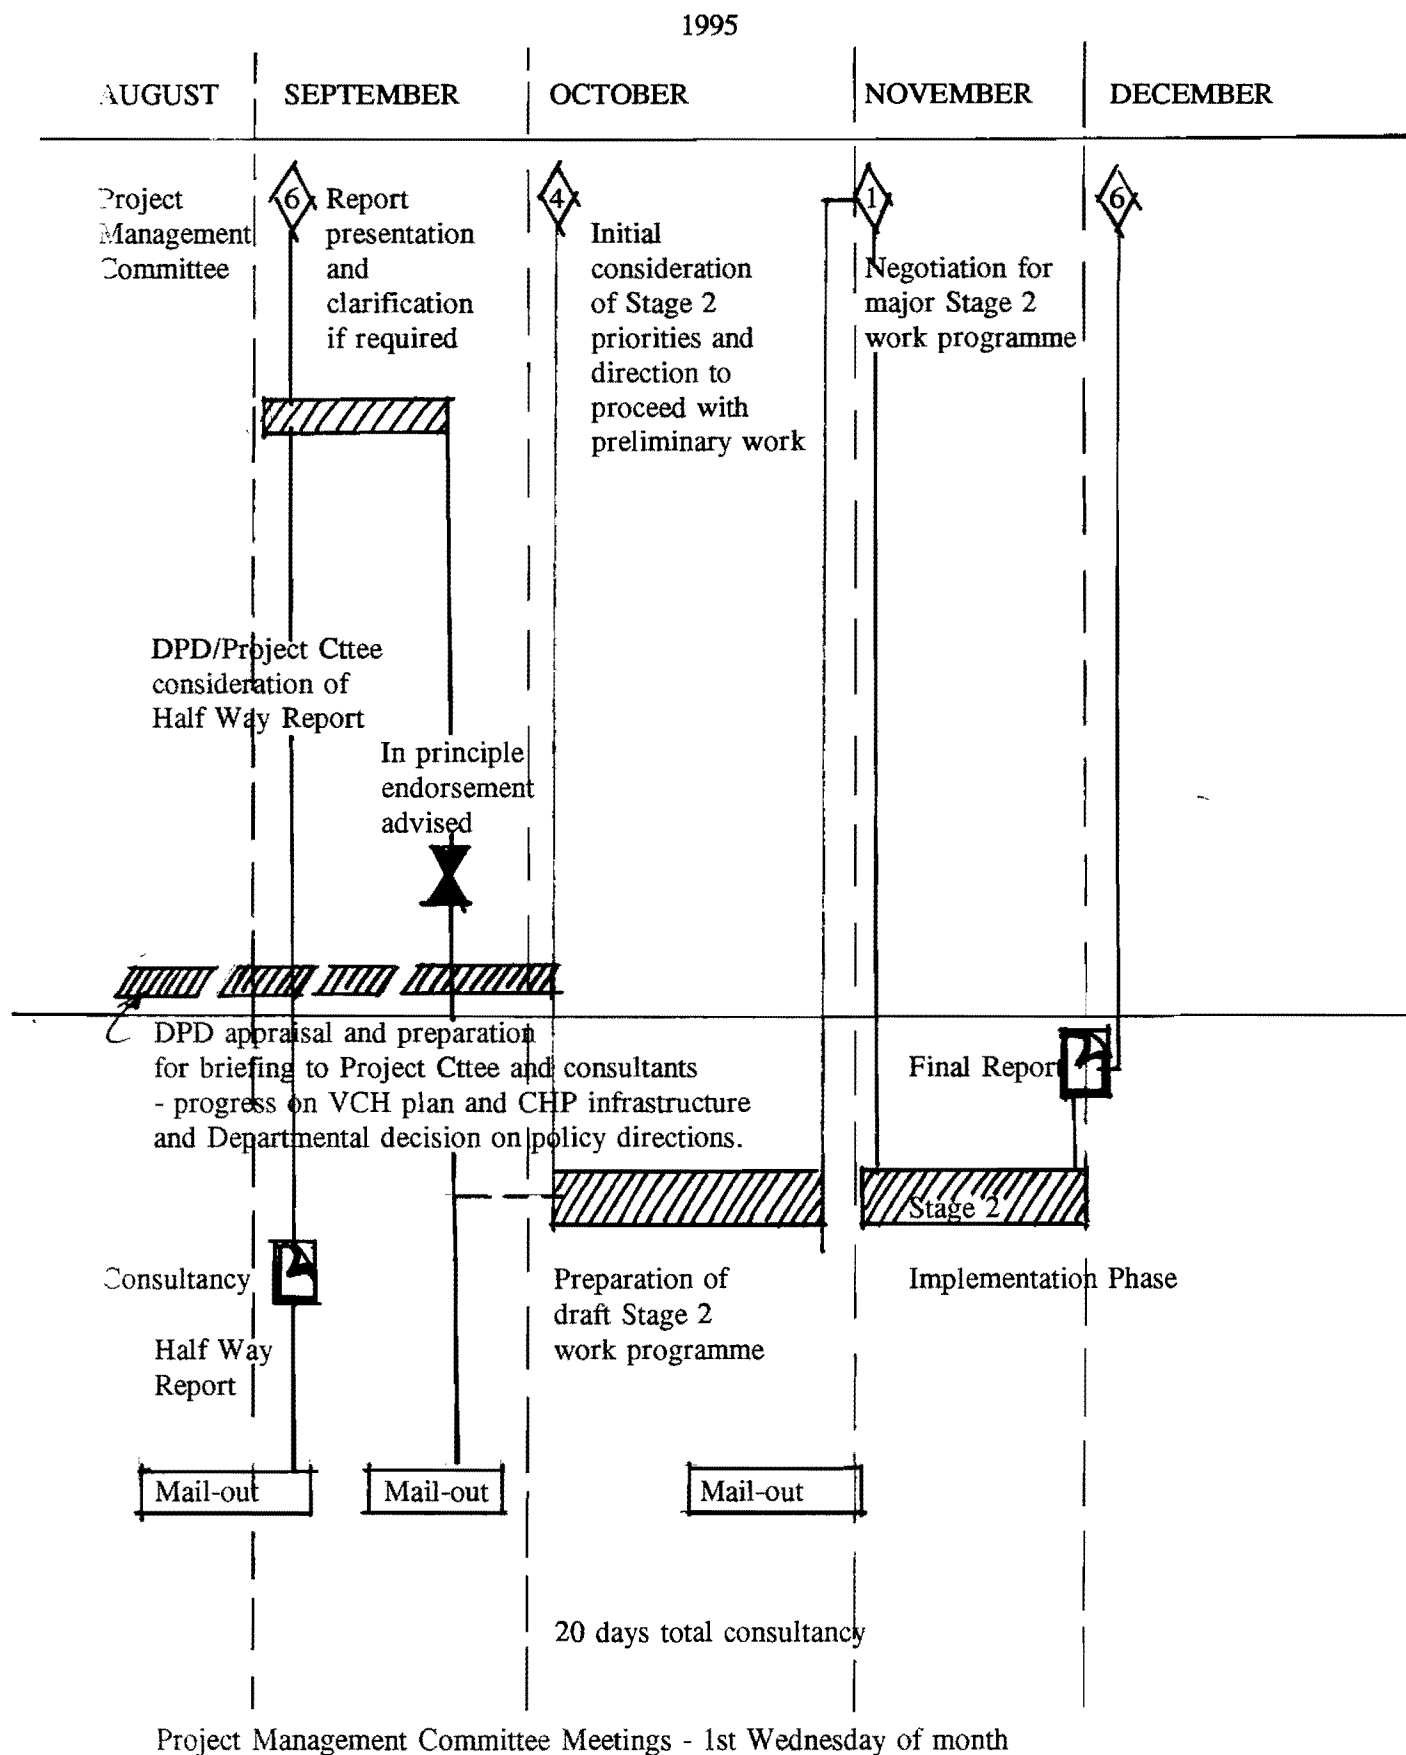 1995
AUGUST SEPTEMBER OCTOBER NOVEMBER DECEMBER
Project
Management
Committee
6
Report
presentation
and
clarification
if required
4
Initial
consideration
of Stage 2
priorities and
direction to
proceed with
preliminary work
1
Negotiation for
major Stage 2
work programme
6
DPD/Project Cttee
consideration of
Half Way Report
In principle
endorsement
advised
DPD appraisal and preparation
for briefing to Project Cttee and consultants
- progress on VCH plan and CHP infrastructure
and Departmental decision on policy directions.
Final Report
Stage 2
Consultancy
Half Way
Report
Preparation of
draft Stage 2
work programme
Implementation Phase
Mail-out Mail-out Mail-out
20 days total consultancy
Project Management Committee Meetings - 1st Wednesday of month